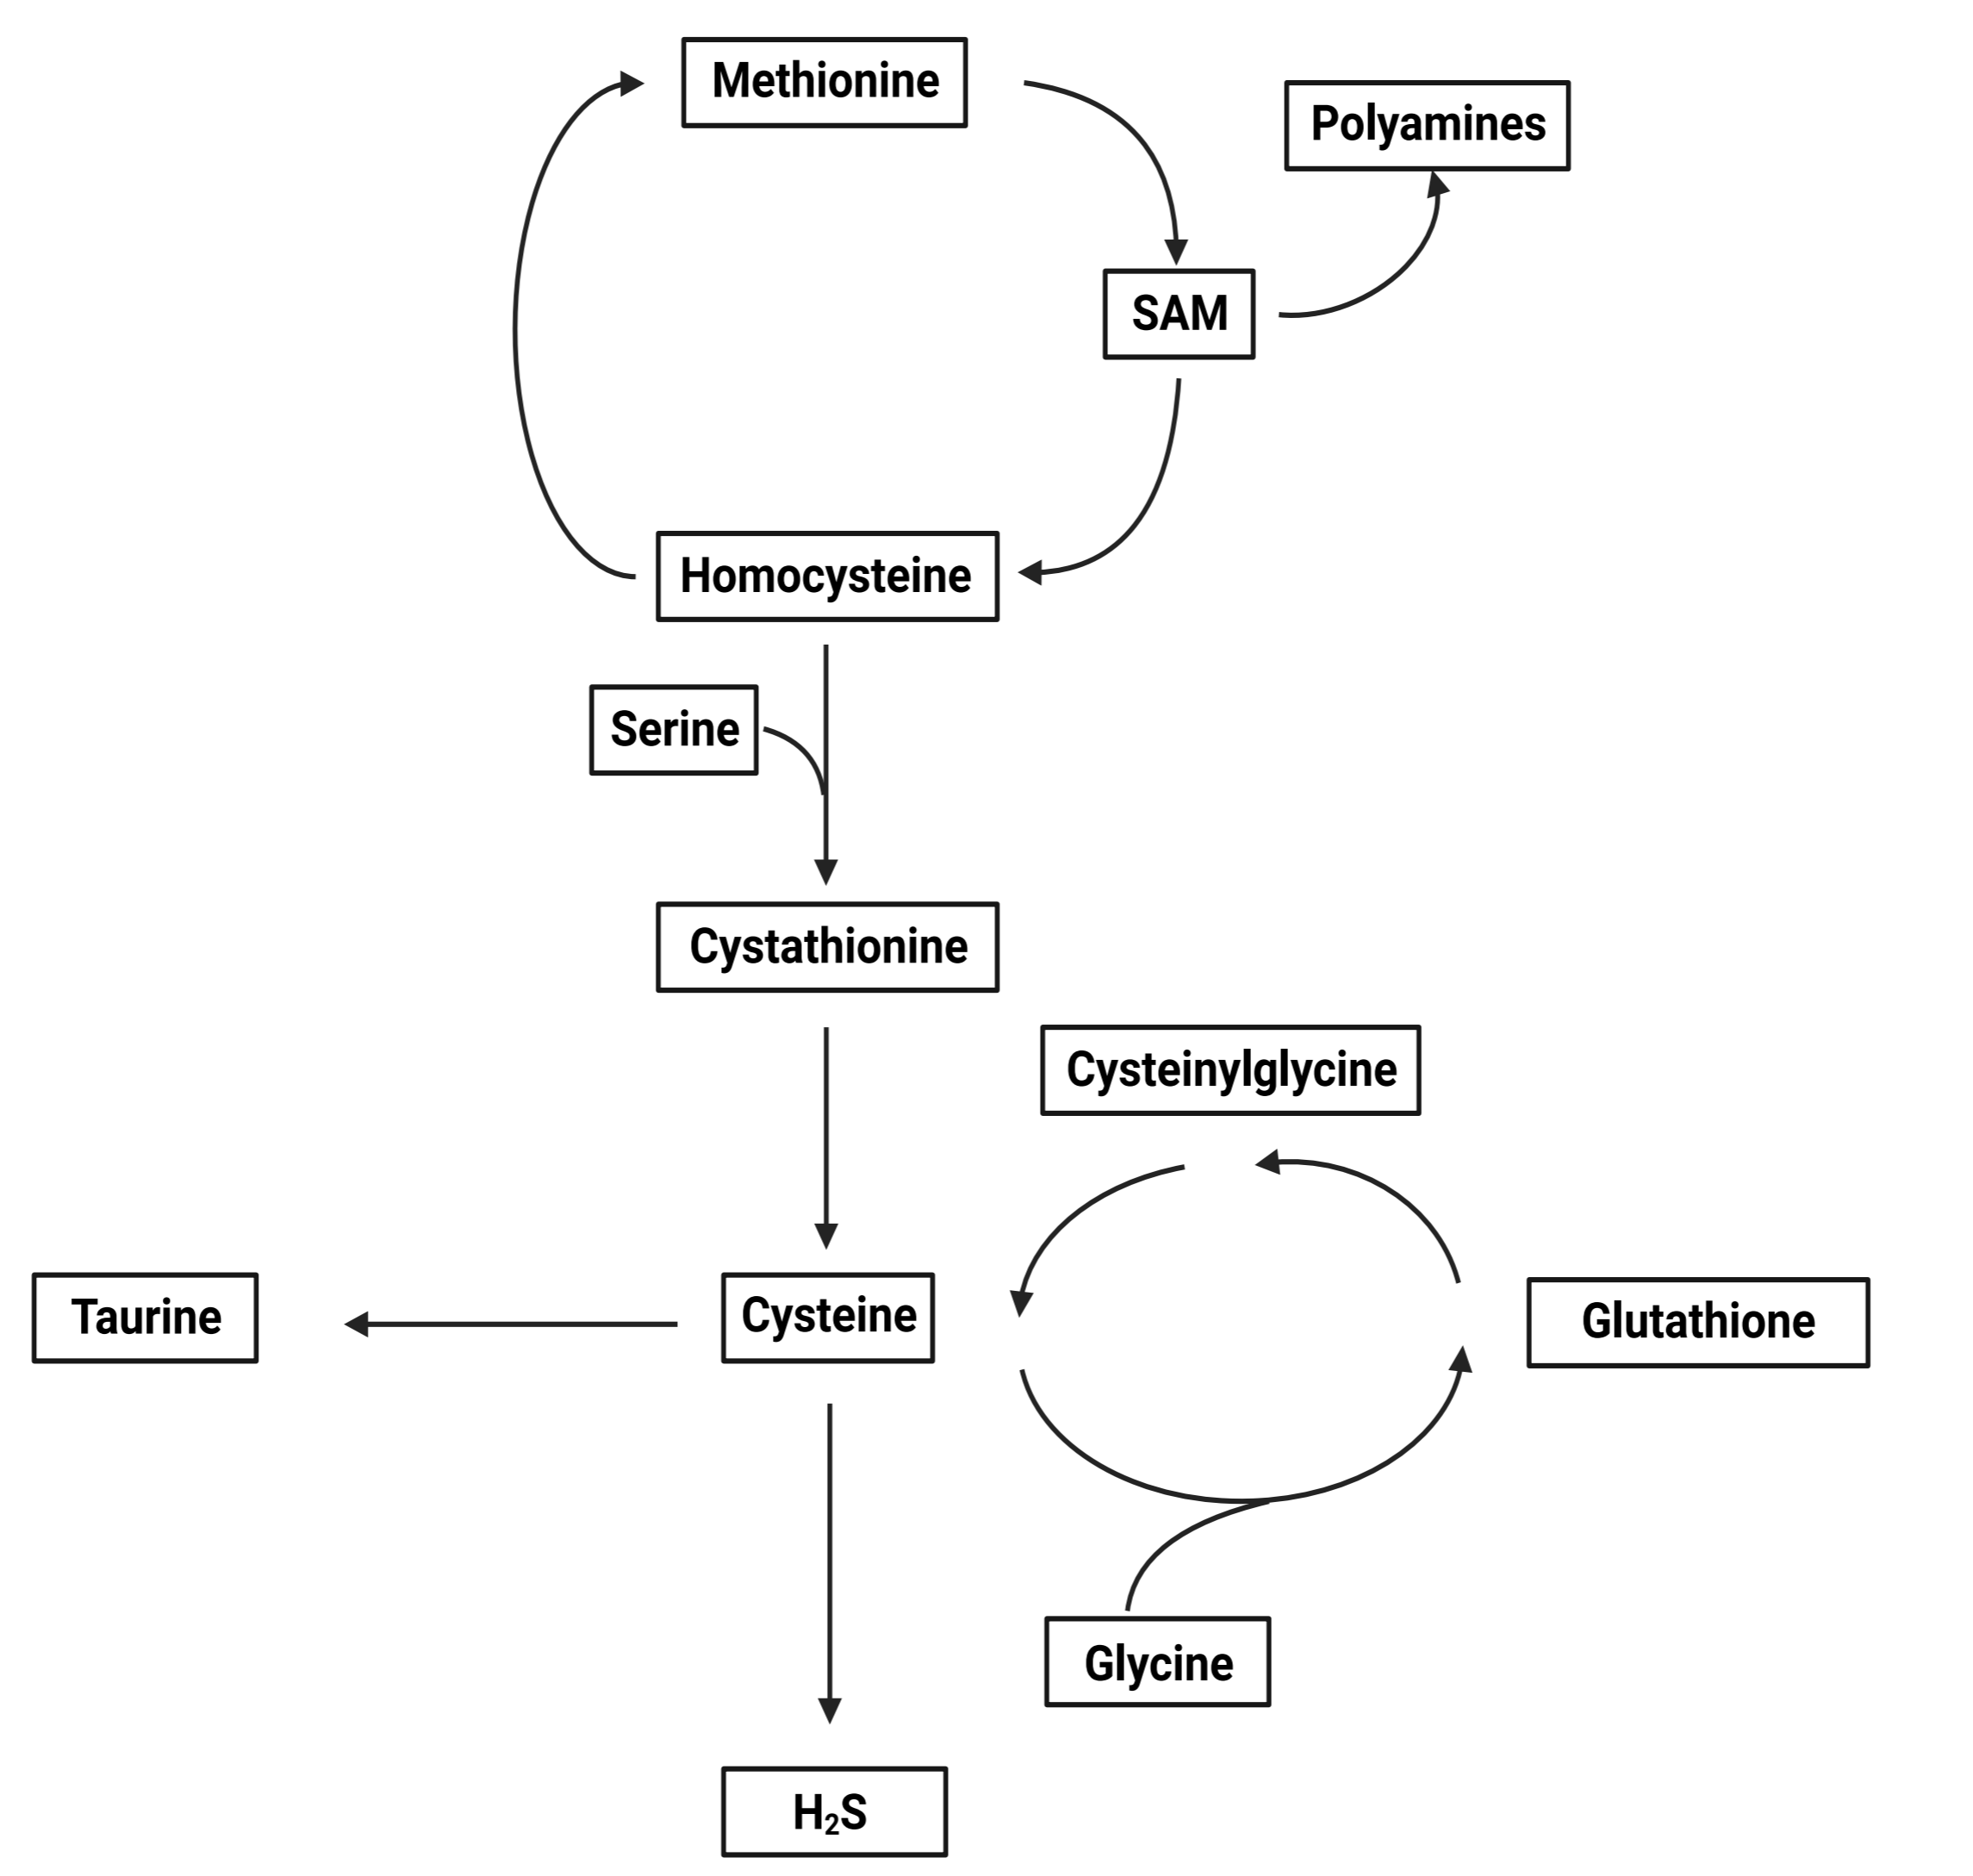 Methionine
Polyamines
SAM
Homocysteine
Serine
Cystathionine
Cysteinylglycine
Taurine
Cysteine
Glutathione
Glycine
H₂S